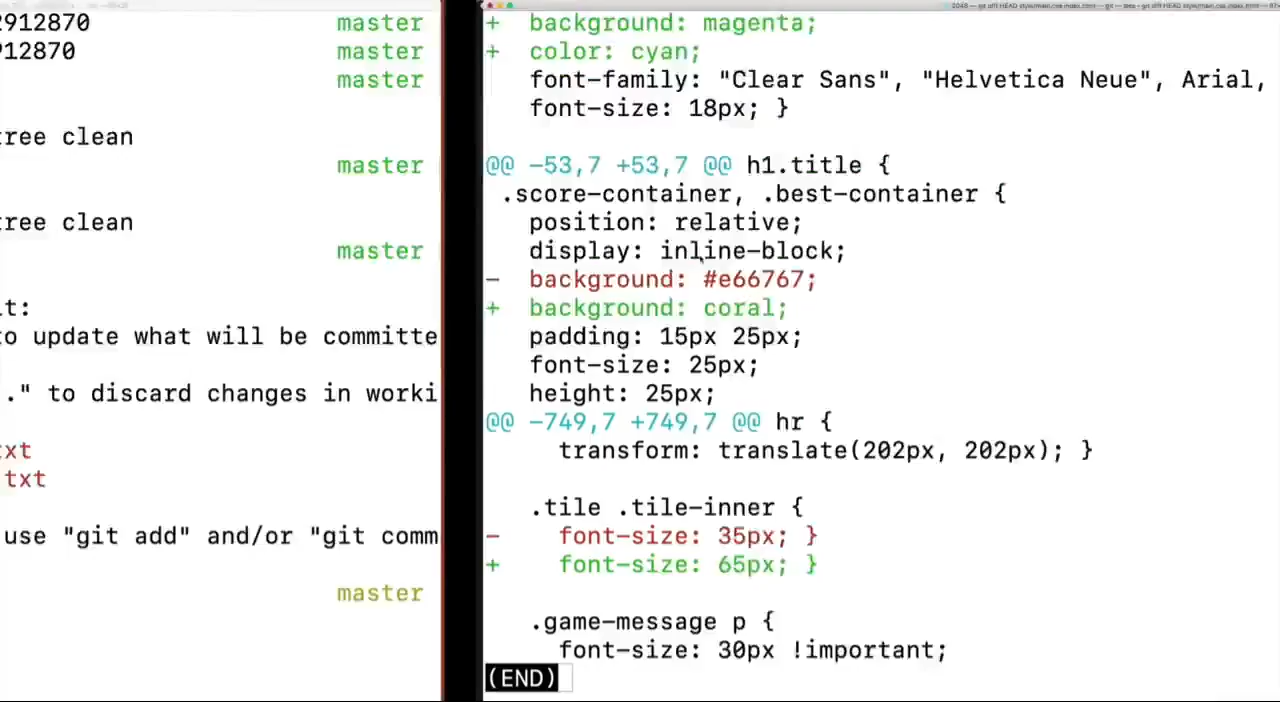 2912870 master
912870 master
master
tree clean
master
tree clean
master
it:
to update what will be committe
." to discard changes in worki
txt
txt
use "git add" and/or "git comm
master
+ background: magenta;
+ color: cyan;
font-family: "Clear Sans", "Helvetica Neue", Arial,
font-size: 18px; }
@@ -53,7 +53,7 @@ h1.title {
.score-container, .best-container {
position: relative;
display: inline-block;
- background: #e66767;
+ background: coral;
padding: 15px 25px;
font-size: 25px;
height: 25px;
@@ -749,7 +749,7 @@ hr {
transform: translate(202px, 202px); }
.tile .tile-inner {
- font-size: 35px; }
+ font-size: 65px; }
.game-message p {
font-size: 30px !important;
(END)